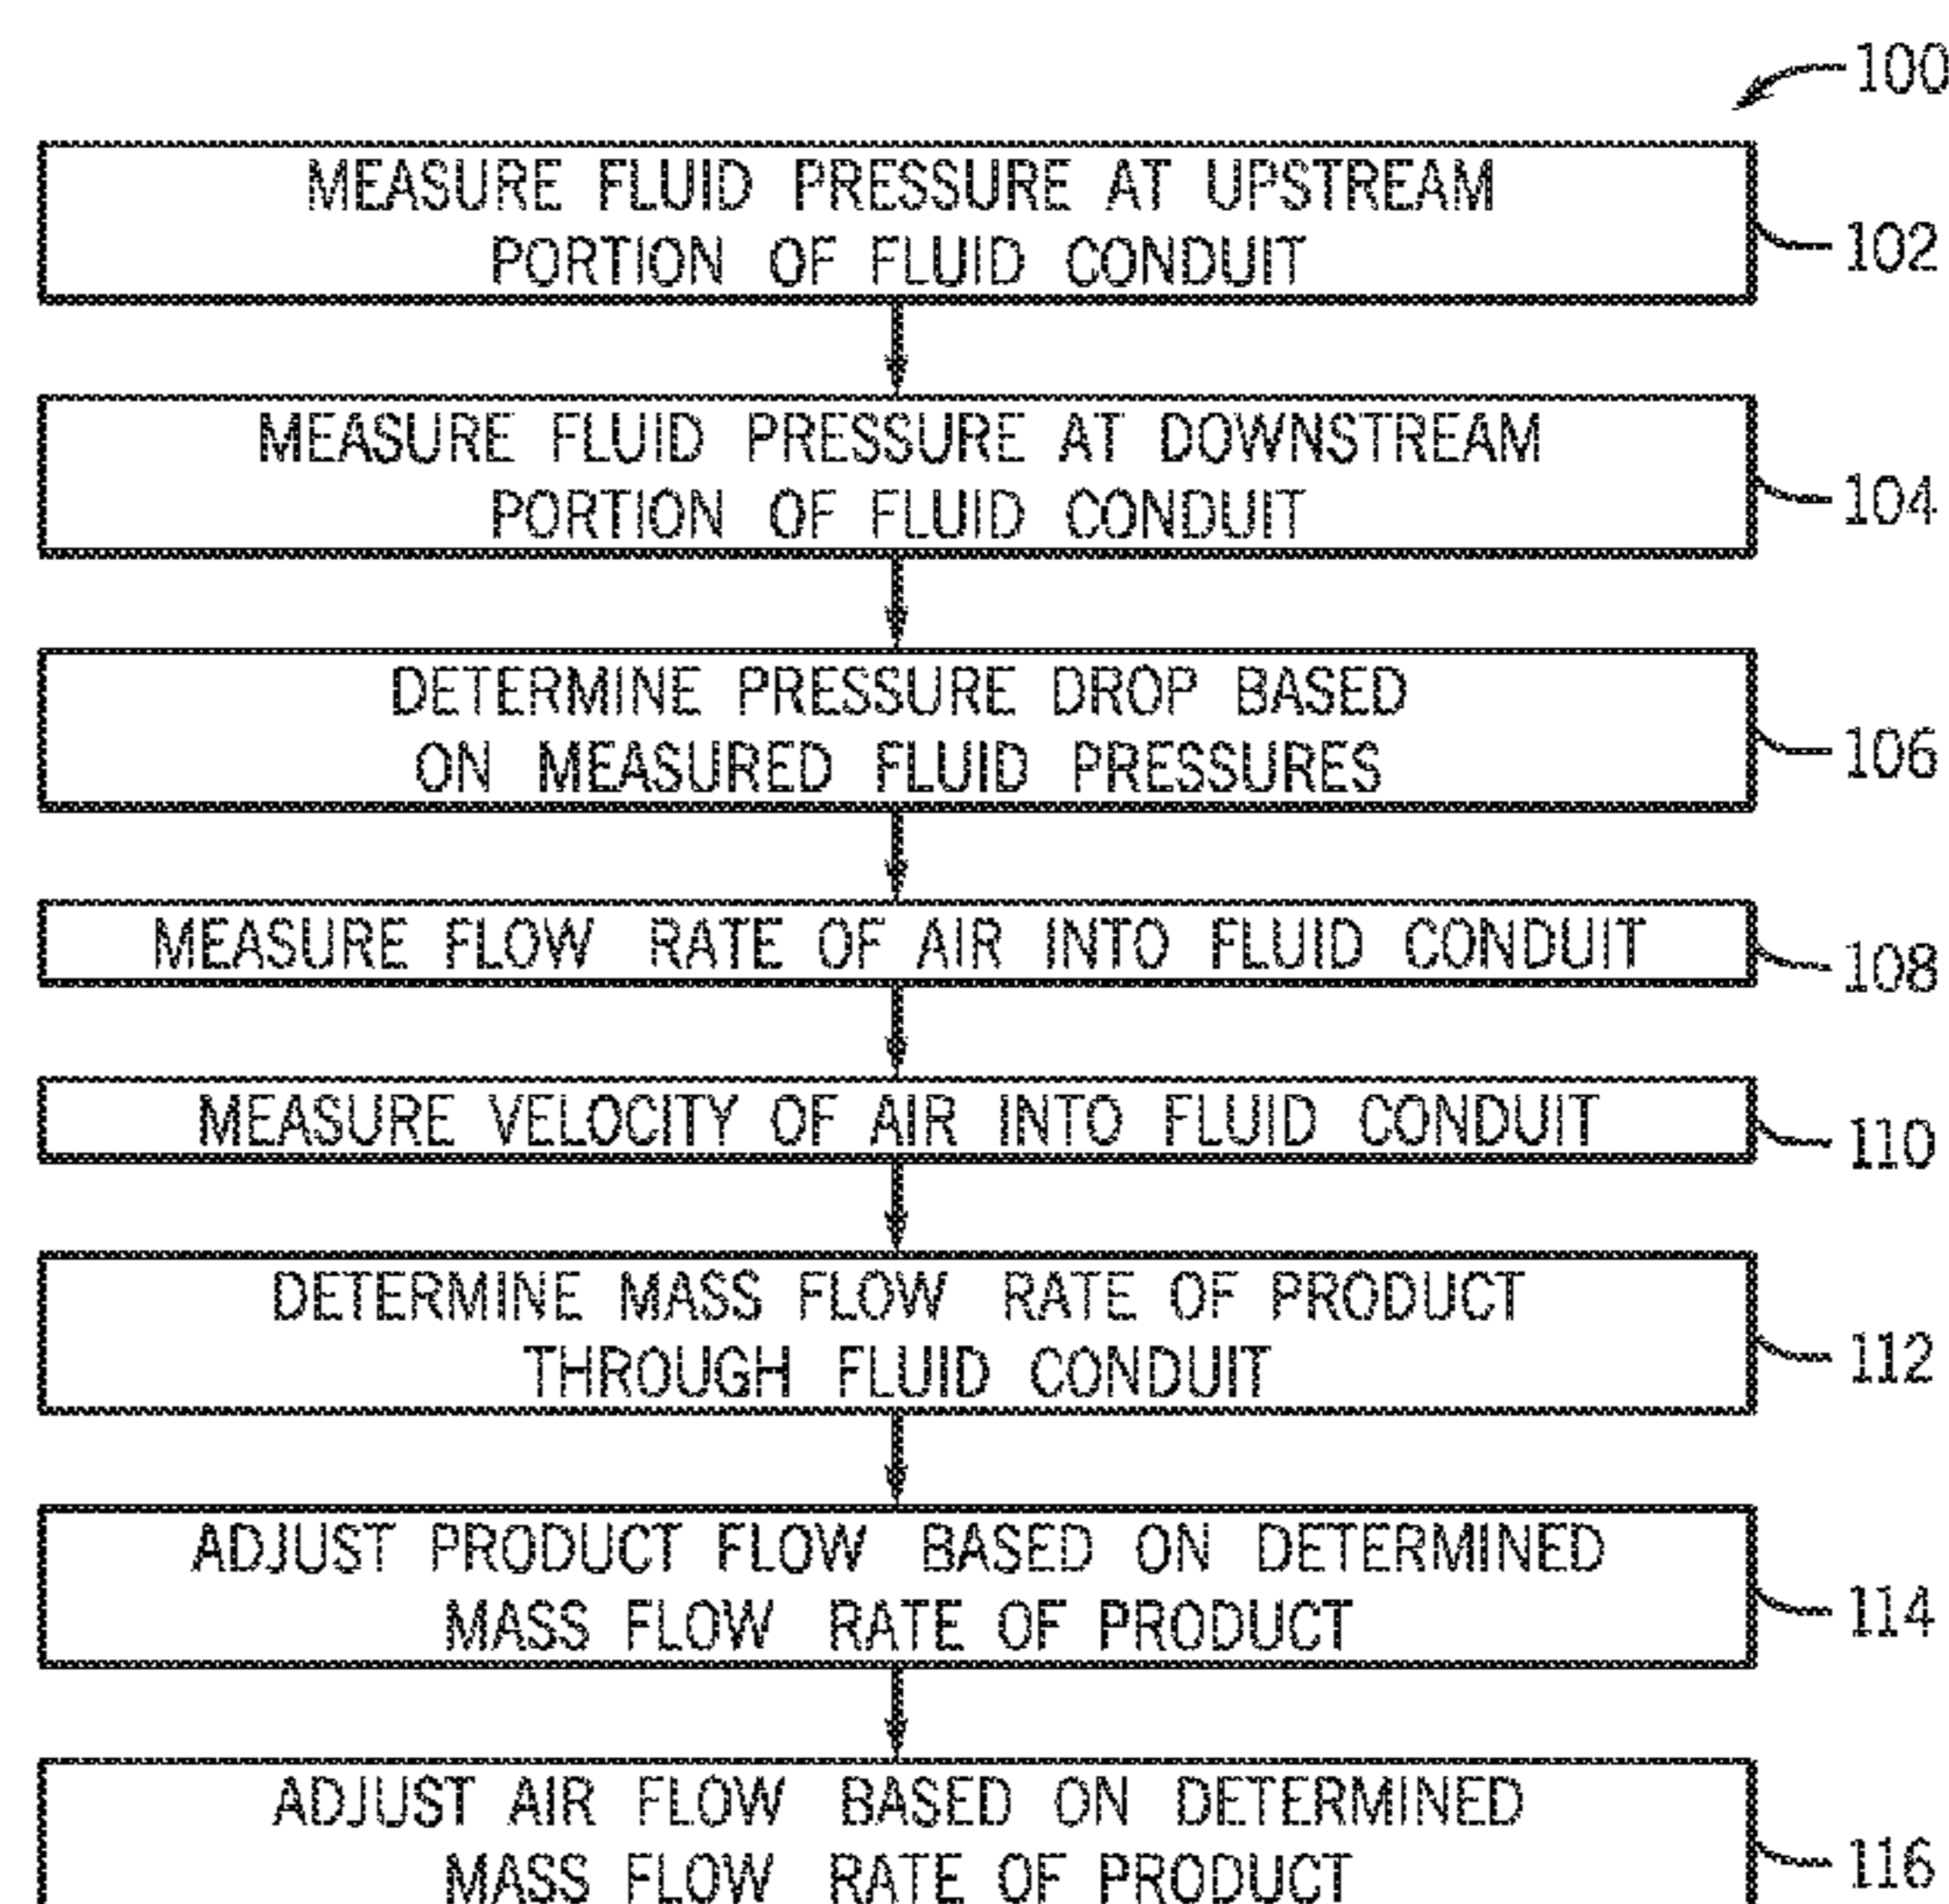 100
MEASURE FLUID PRESSURE AT UPSTREAM
PORTION OF FLUID CONDUIT
102
MEASURE FLUID PRESSURE AT DOWNSTREAM
PORTION OF FLUID CONDUIT
104
DETERMINE PRESSURE DROP BASED
ON MEASURED FLUID PRESSURES
106
MEASURE FLOW RATE OF AIR INTO FLUID CONDUIT
108
MEASURE VELOCITY OF AIR INTO FLUID CONDUIT
110
DETERMINE MASS FLOW RATE OF PRODUCT
THROUGH FLUID CONDUIT
112
ADJUST PRODUCT FLOW BASED ON DETERMINED
MASS FLOW RATE OF PRODUCT
114
ADJUST AIR FLOW BASED ON DETERMINED
MASS FLOW RATE OF PRODUCT
116